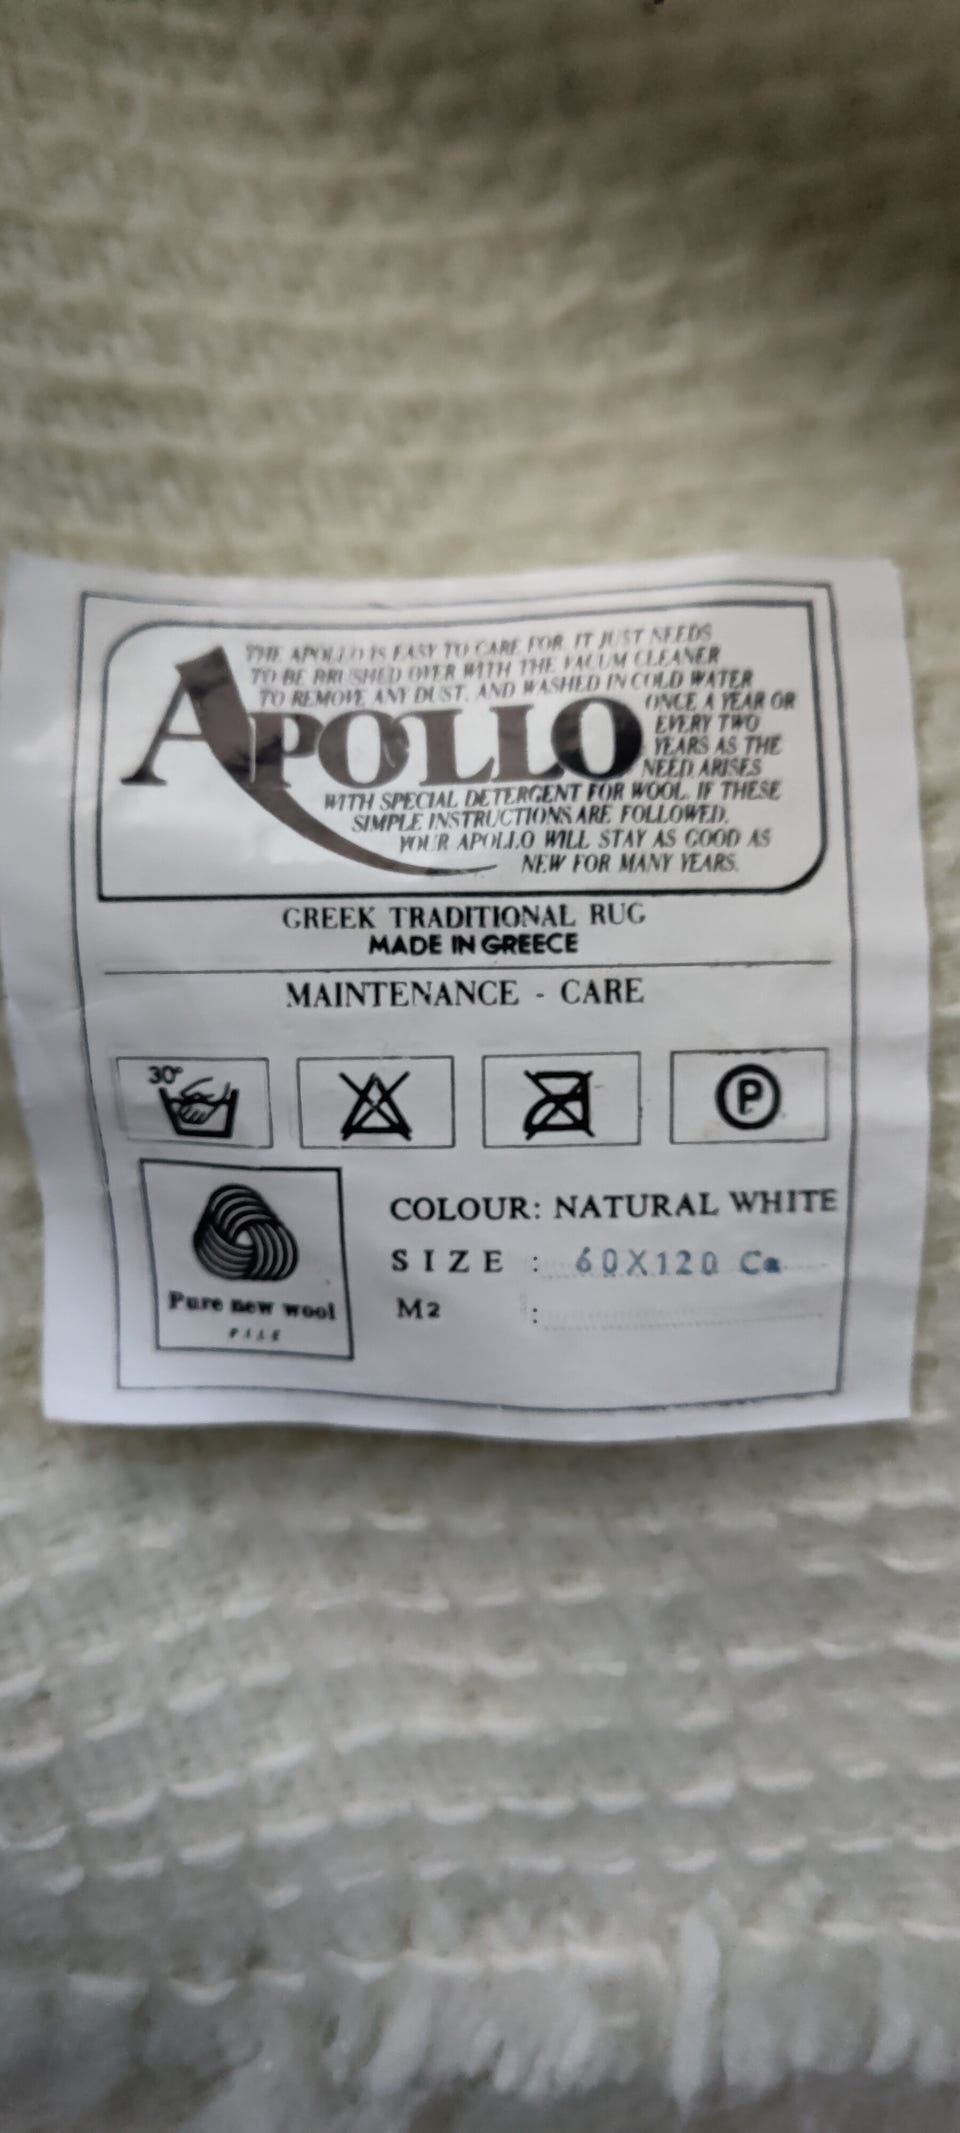 THE APOLLO IS EASY TO CARE FOR. IT JUST NEEDS
TO BE BRUSHED OVER WITH THE VACUM CLEANER
TO REMOVE ANY DUST, AND WASHED IN COLD WATER
APOLLO
ONCE A YEAR OR
EVERY TWO
YEARS AS THE
NEED ARISES
WITH SPECIAL DETERGENT FOR WOOL. IF THESE
SIMPLE INSTRUCTIONS ARE FOLLOWED,
YOUR APOLLO WILL STAY AS GOOD AS
NEW FOR MANY YEARS.
GREEK TRADITIONAL RUG
MADE IN GREECE
MAINTENANCE - CARE
30°
P
Pure new wool
PILE
COLOUR: NATURAL WHITE
SIZE : 60X120 Ca
M2 :